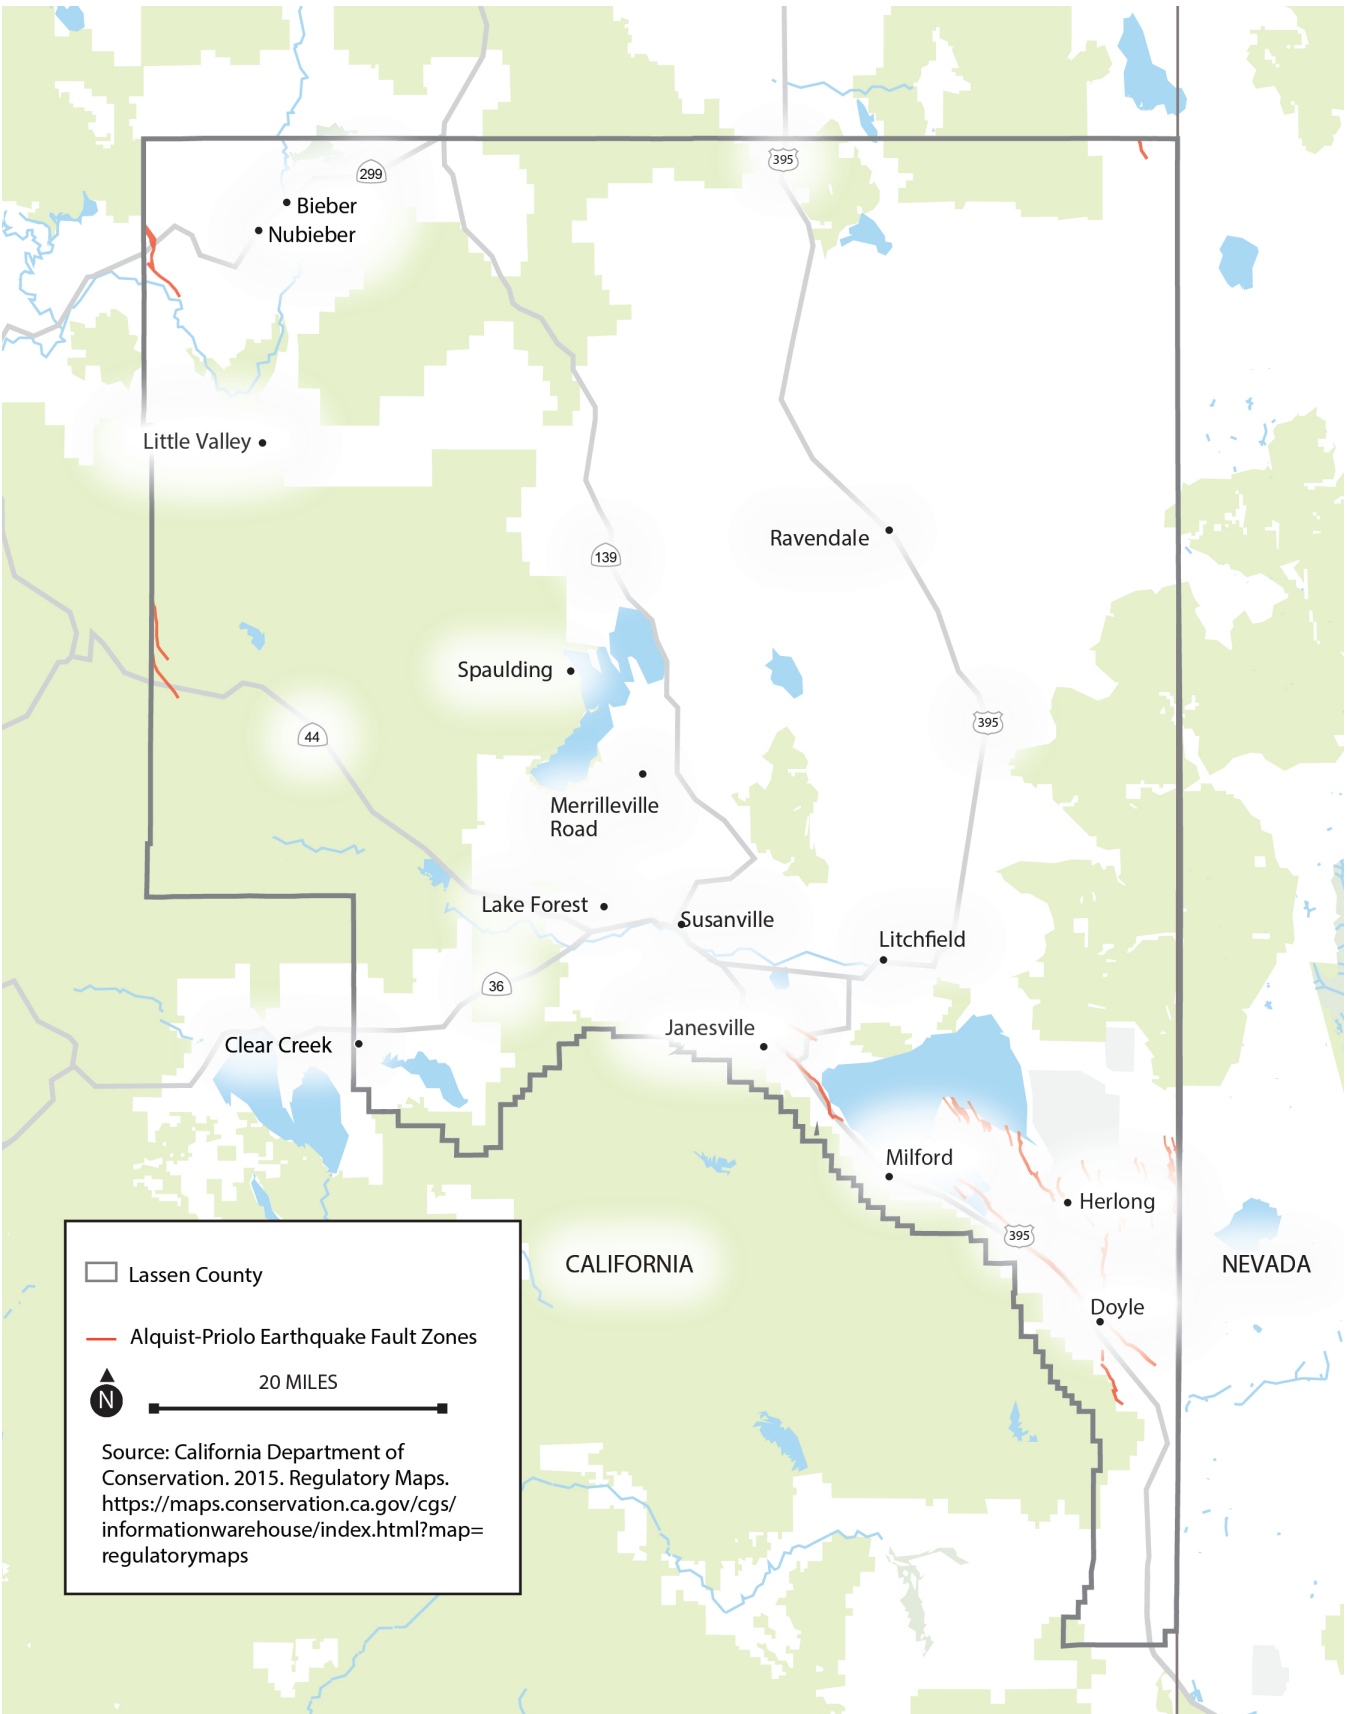 395
299
Bieber
Nubieber
Little Valley
Ravendale
139
Spaulding
395
44
Merrilleville
Road
Lake Forest
Susanville
Litchfield
36
Janesville
Clear Creek
Milford
Herlong
395
CALIFORNIA
NEVADA
Doyle
Lassen County
Alquist-Priolo Earthquake Fault Zones
N
20 MILES
Source: California Department of
Conservation. 2015. Regulatory Maps.
https://maps.conservation.ca.gov/cgs/
informationwarehouse/index.html?map=
regulatorymaps